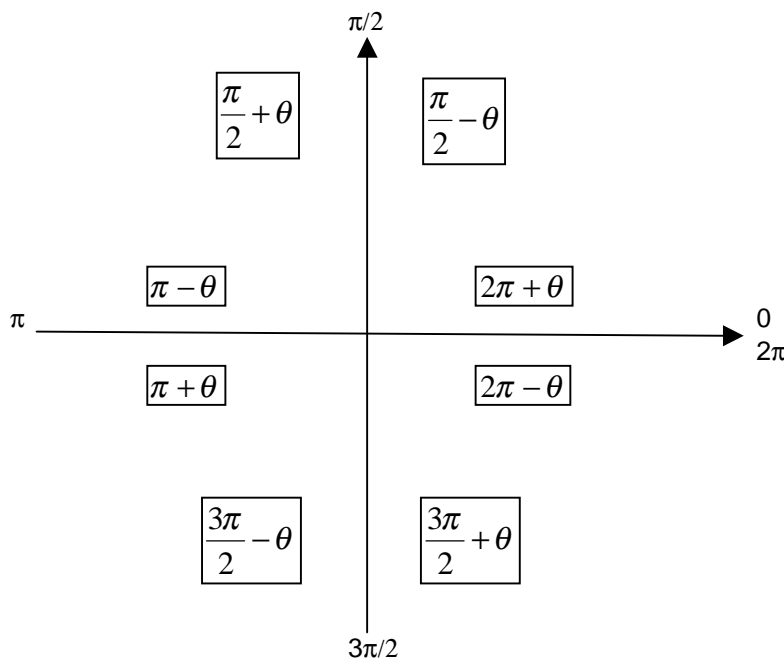 π/2
π/2 + θ
π/2 − θ
π − θ
2π + θ
π
0
2π
π + θ
2π − θ
3π/2 − θ
3π/2 + θ
3π/2